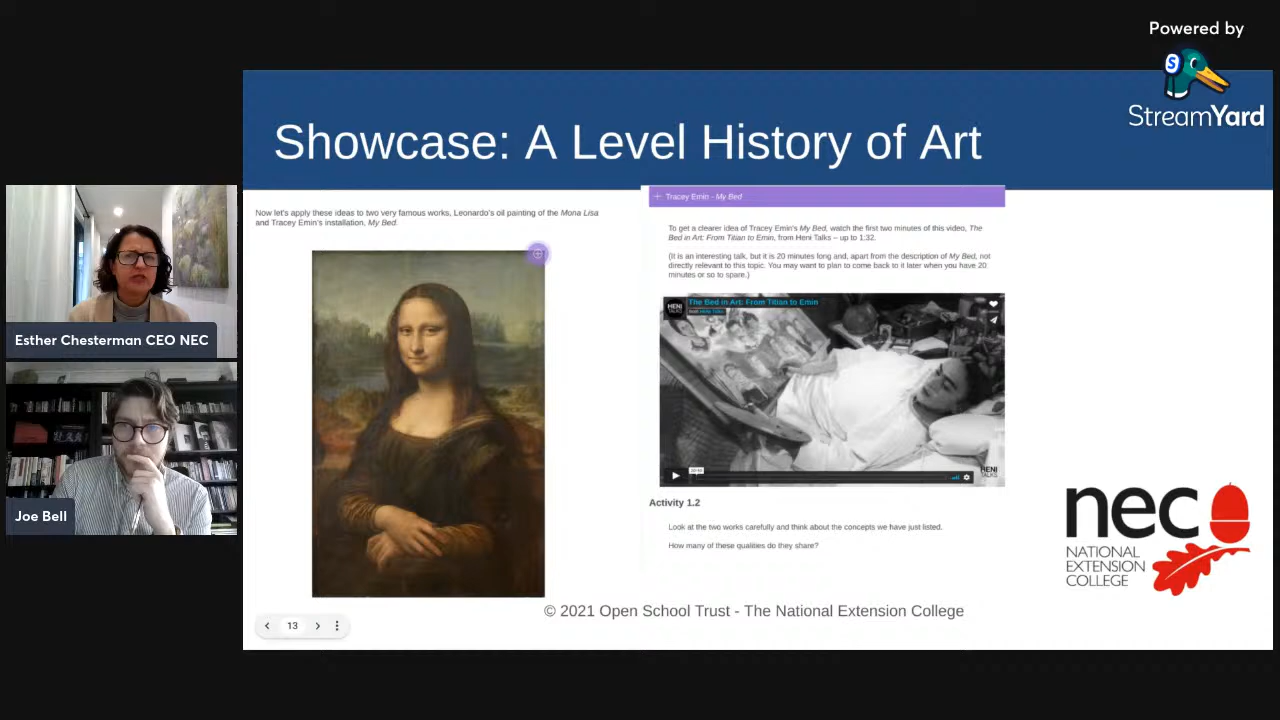 Powered by
S
StreamYard
Showcase: A Level History of Art
Now let's apply these ideas to two very famous works, Leonardo's oil painting of the Mona Lisa
and Tracey Emin's installation, My Bed.
Tracey Emin - My Bed
To get a clearer idea of Tracey Emin's My Bed, watch the first two minutes of this video, The
Bed in Art: From Titian to Emin, from Heni Talks – up to 1:32.
(It is an interesting talk, but it is 20 minutes long and, apart from the description of My Bed, not
directly relevant to this topic. You may want to plan to come back to it later when you have 20
minutes or so to spare.)
HENI
TALKS
The Bed in Art: From Titian to Emin
from HENI Talks
HENI
TALKS
Activity 1.2
Look at the two works carefully and think about the concepts we have just listed.
How many of these qualities do they share?
Esther Chesterman CEO NEC
Joe Bell
nec
NATIONAL
EXTENSION
COLLEGE
© 2021 Open School Trust - The National Extension College
13